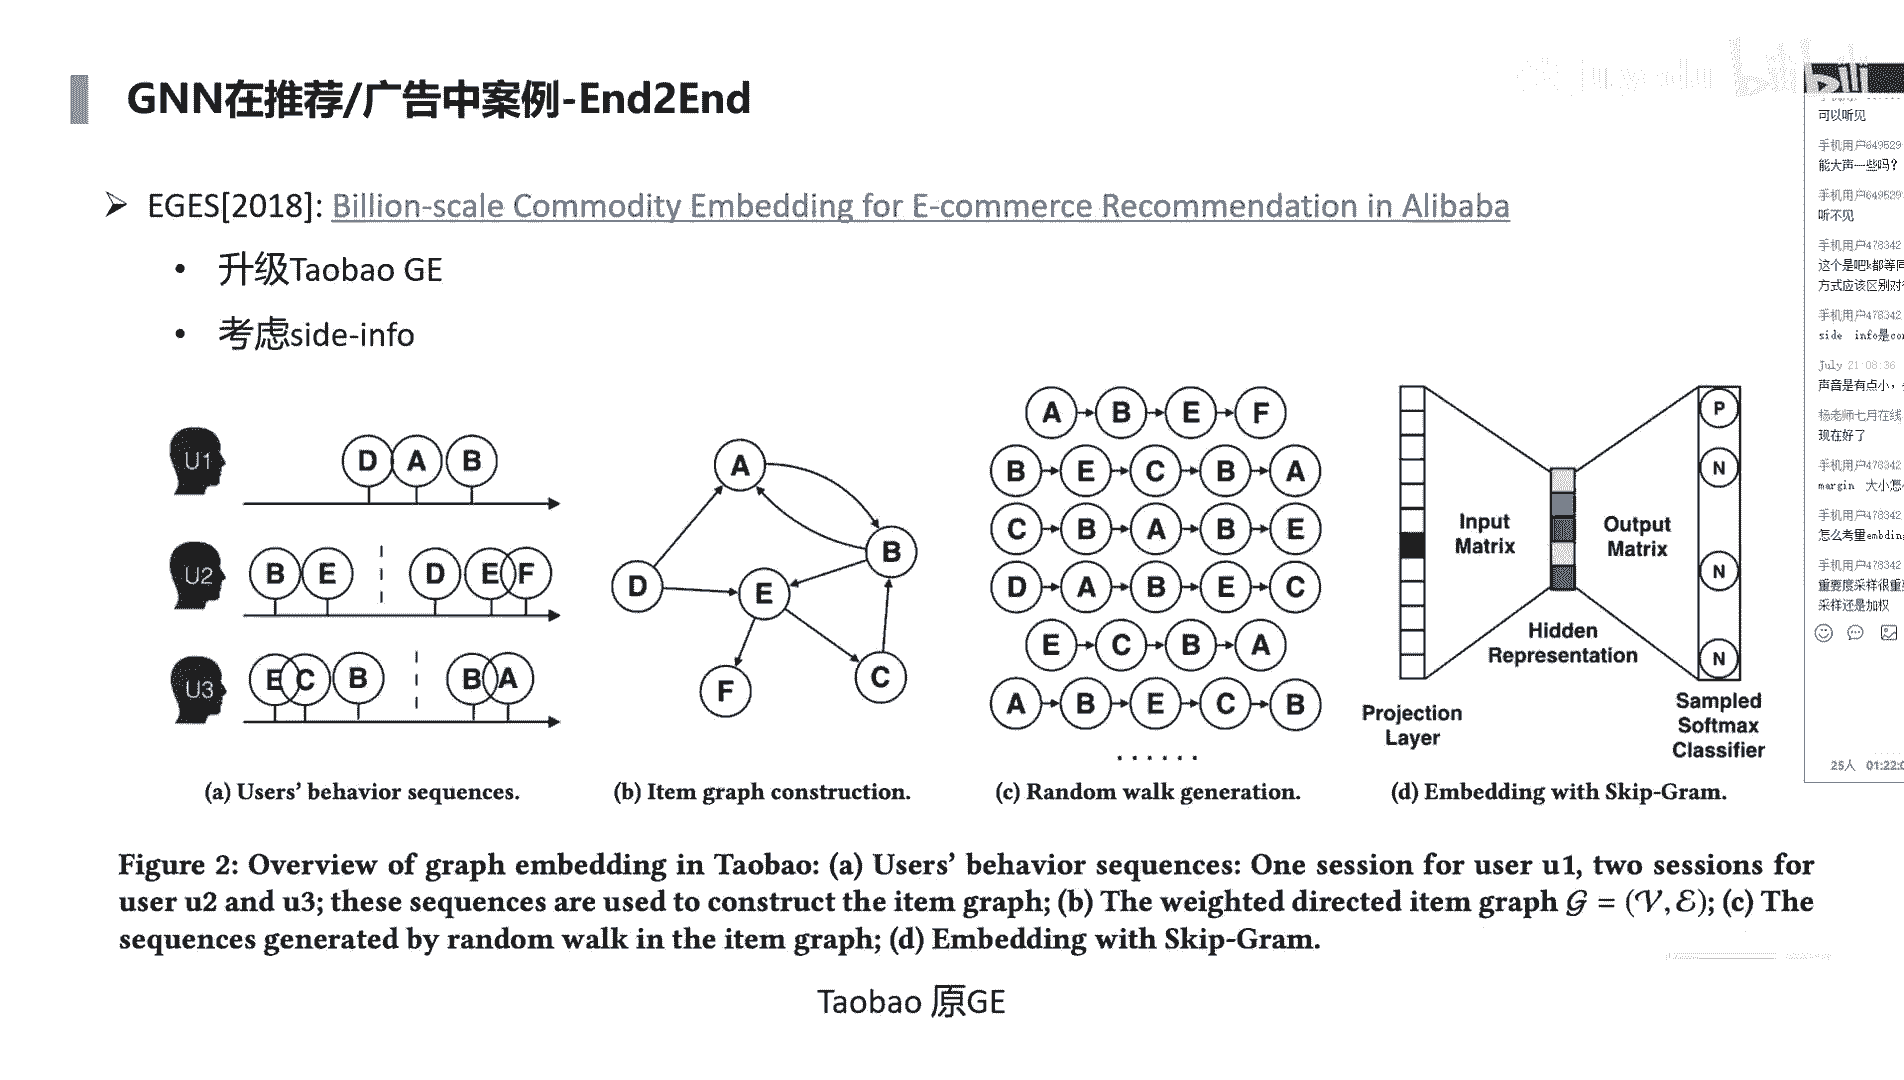 GNN在推荐/广告中案例-End2End
bilibili
➢ EGES[2018]: Billion-scale Commodity Embedding for E-commerce Recommendation in Alibaba
• 升级Taobao GE
• 考虑side-info
U1
D A B
U2
B E D E F
U3
E C B B A
(a) Users' behavior sequences.
A
B
D
E
F
C
(b) Item graph construction.
A B E F
B E C B A
C B A B E
D A B E C
E C B A
A B E C B
······
(c) Random walk generation.
Input
Matrix
Output
Matrix
Hidden
Representation
Projection
Layer
P
N
N
N
Sampled
Softmax
Classifier
(d) Embedding with Skip-Gram.
Figure 2: Overview of graph embedding in Taobao: (a) Users' behavior sequences: One session for user u1, two sessions for
user u2 and u3; these sequences are used to construct the item graph; (b) The weighted directed item graph 𝒢 = (𝒱, ℰ); (c) The
sequences generated by random walk in the item graph; (d) Embedding with Skip-Gram.
Taobao 原GE
可以听见
手机用户649529
能大声一些吗?
手机用户649529
听不见
手机用户478342
这个是吧k都等同
方式应该区别对
手机用户478342
side info是
July 21:08:36
声音是有点小，
杨老师七月在线
现在好了
手机用户478342
margin 大小怎
手机用户478342
怎么考量embding
手机用户478342
重要度采样很重
采样还是加权
25人 01:22: